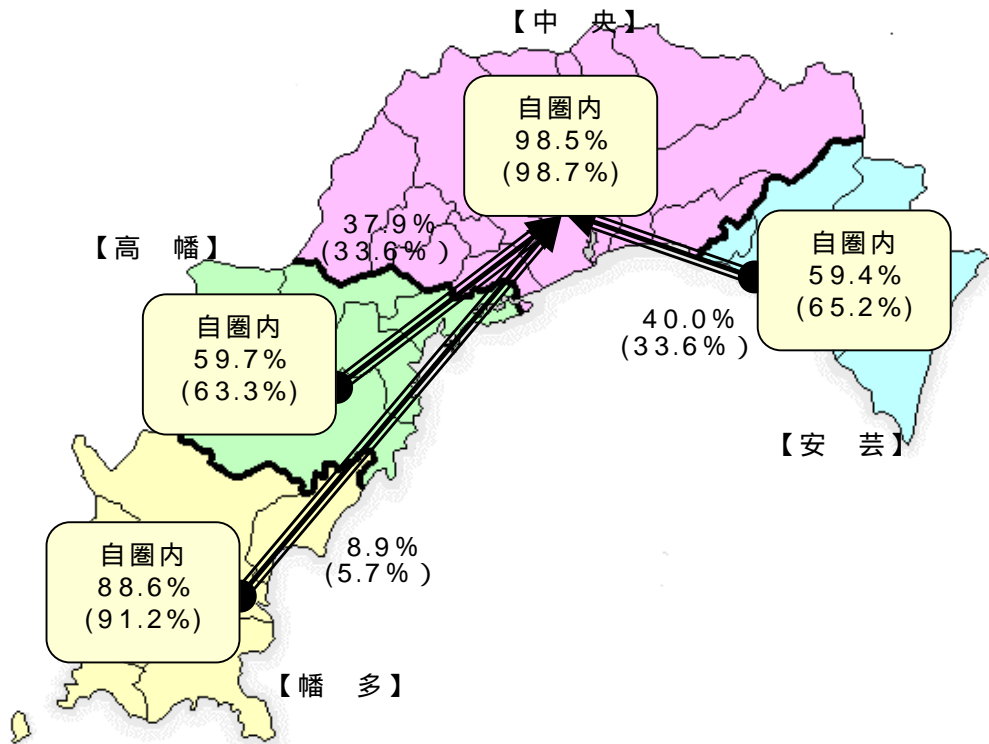 【中　央】
自圏内
98.5%
(98.7%)
37.9%
(33.6%)
【高　幡】
自圏内
59.7%
(63.3%)
自圏内
59.4%
(65.2%)
40.0%
(33.6%)
【安　芸】
自圏内
88.6%
(91.2%)
8.9%
(5.7%)
【幡　多】